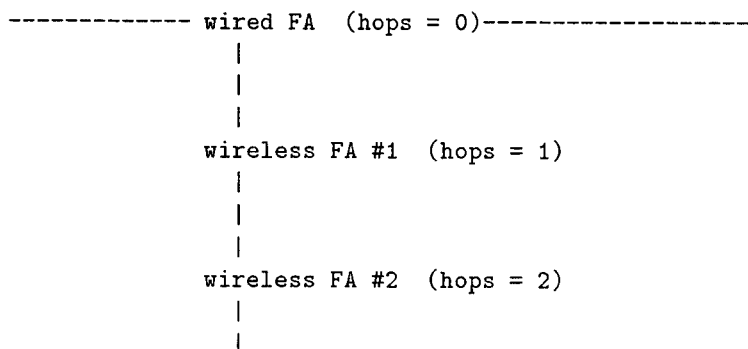 ------------- wired FA  (hops = 0)--------------------
|
|
|
wireless FA #1  (hops = 1)
|
|
|
wireless FA #2  (hops = 2)
|
|